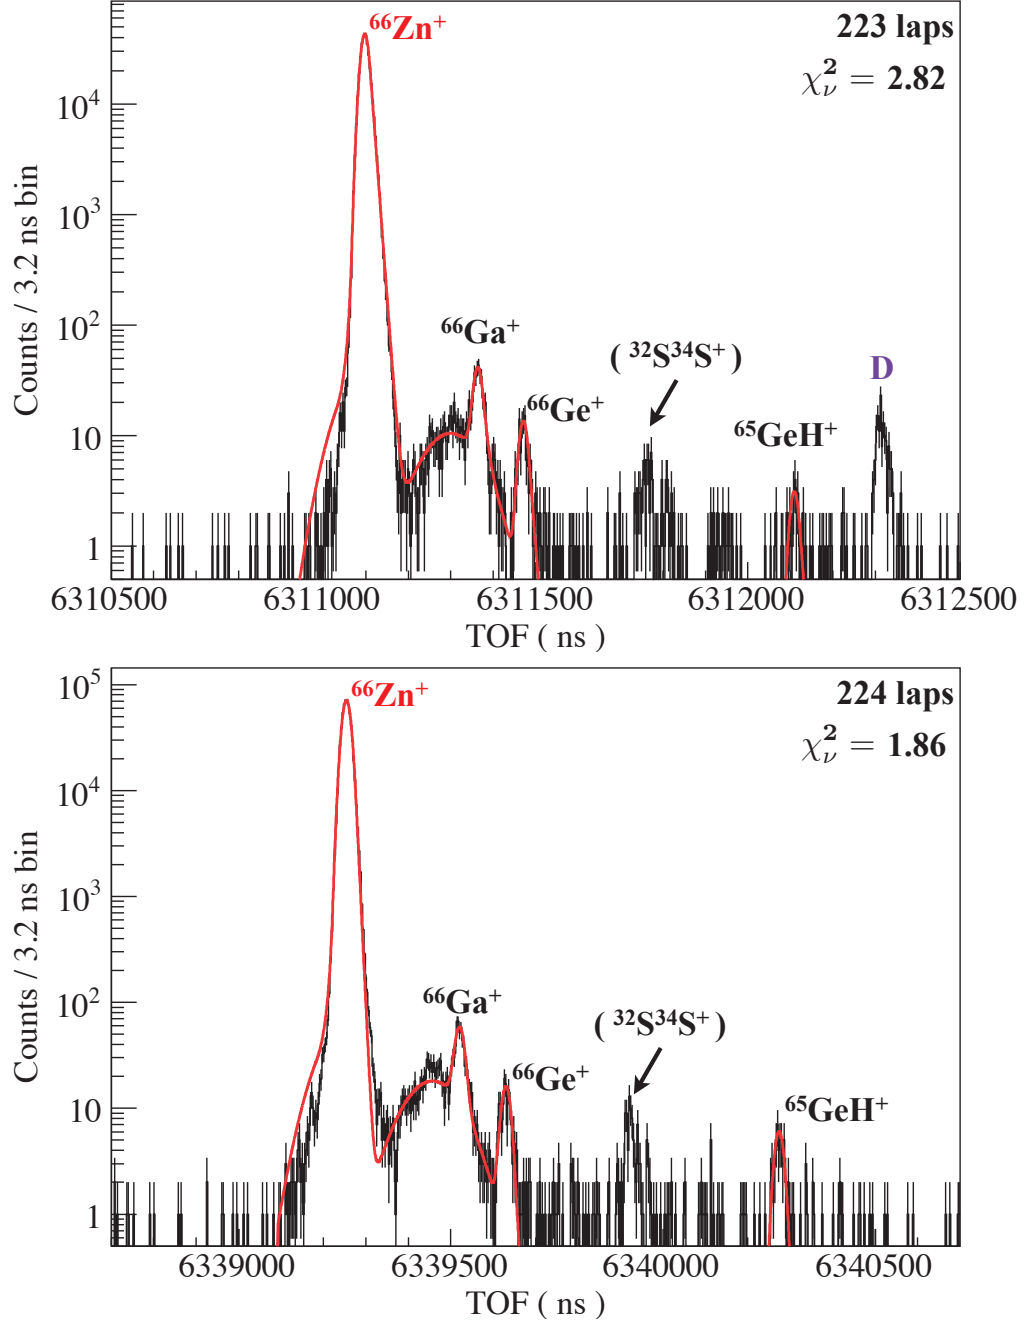 ⁶⁶Zn⁺
223 laps
χ²ᵥ = 2.82
10⁴
10³
10²
10
1
Counts / 3.2 ns bin
⁶⁶Ga⁺
⁶⁶Ge⁺
( ³²S³⁴S⁺)
⁶⁵GeH⁺
D
6310500 6311000 6311500 6312000 6312500
TOF ( ns )
⁶⁶Zn⁺
224 laps
χ²ᵥ = 1.86
10⁵
10⁴
10³
10²
10
1
Counts / 3.2 ns bin
⁶⁶Ga⁺
⁶⁶Ge⁺
( ³²S³⁴S⁺)
⁶⁵GeH⁺
6339000 6339500 6340000 6340500
TOF ( ns )